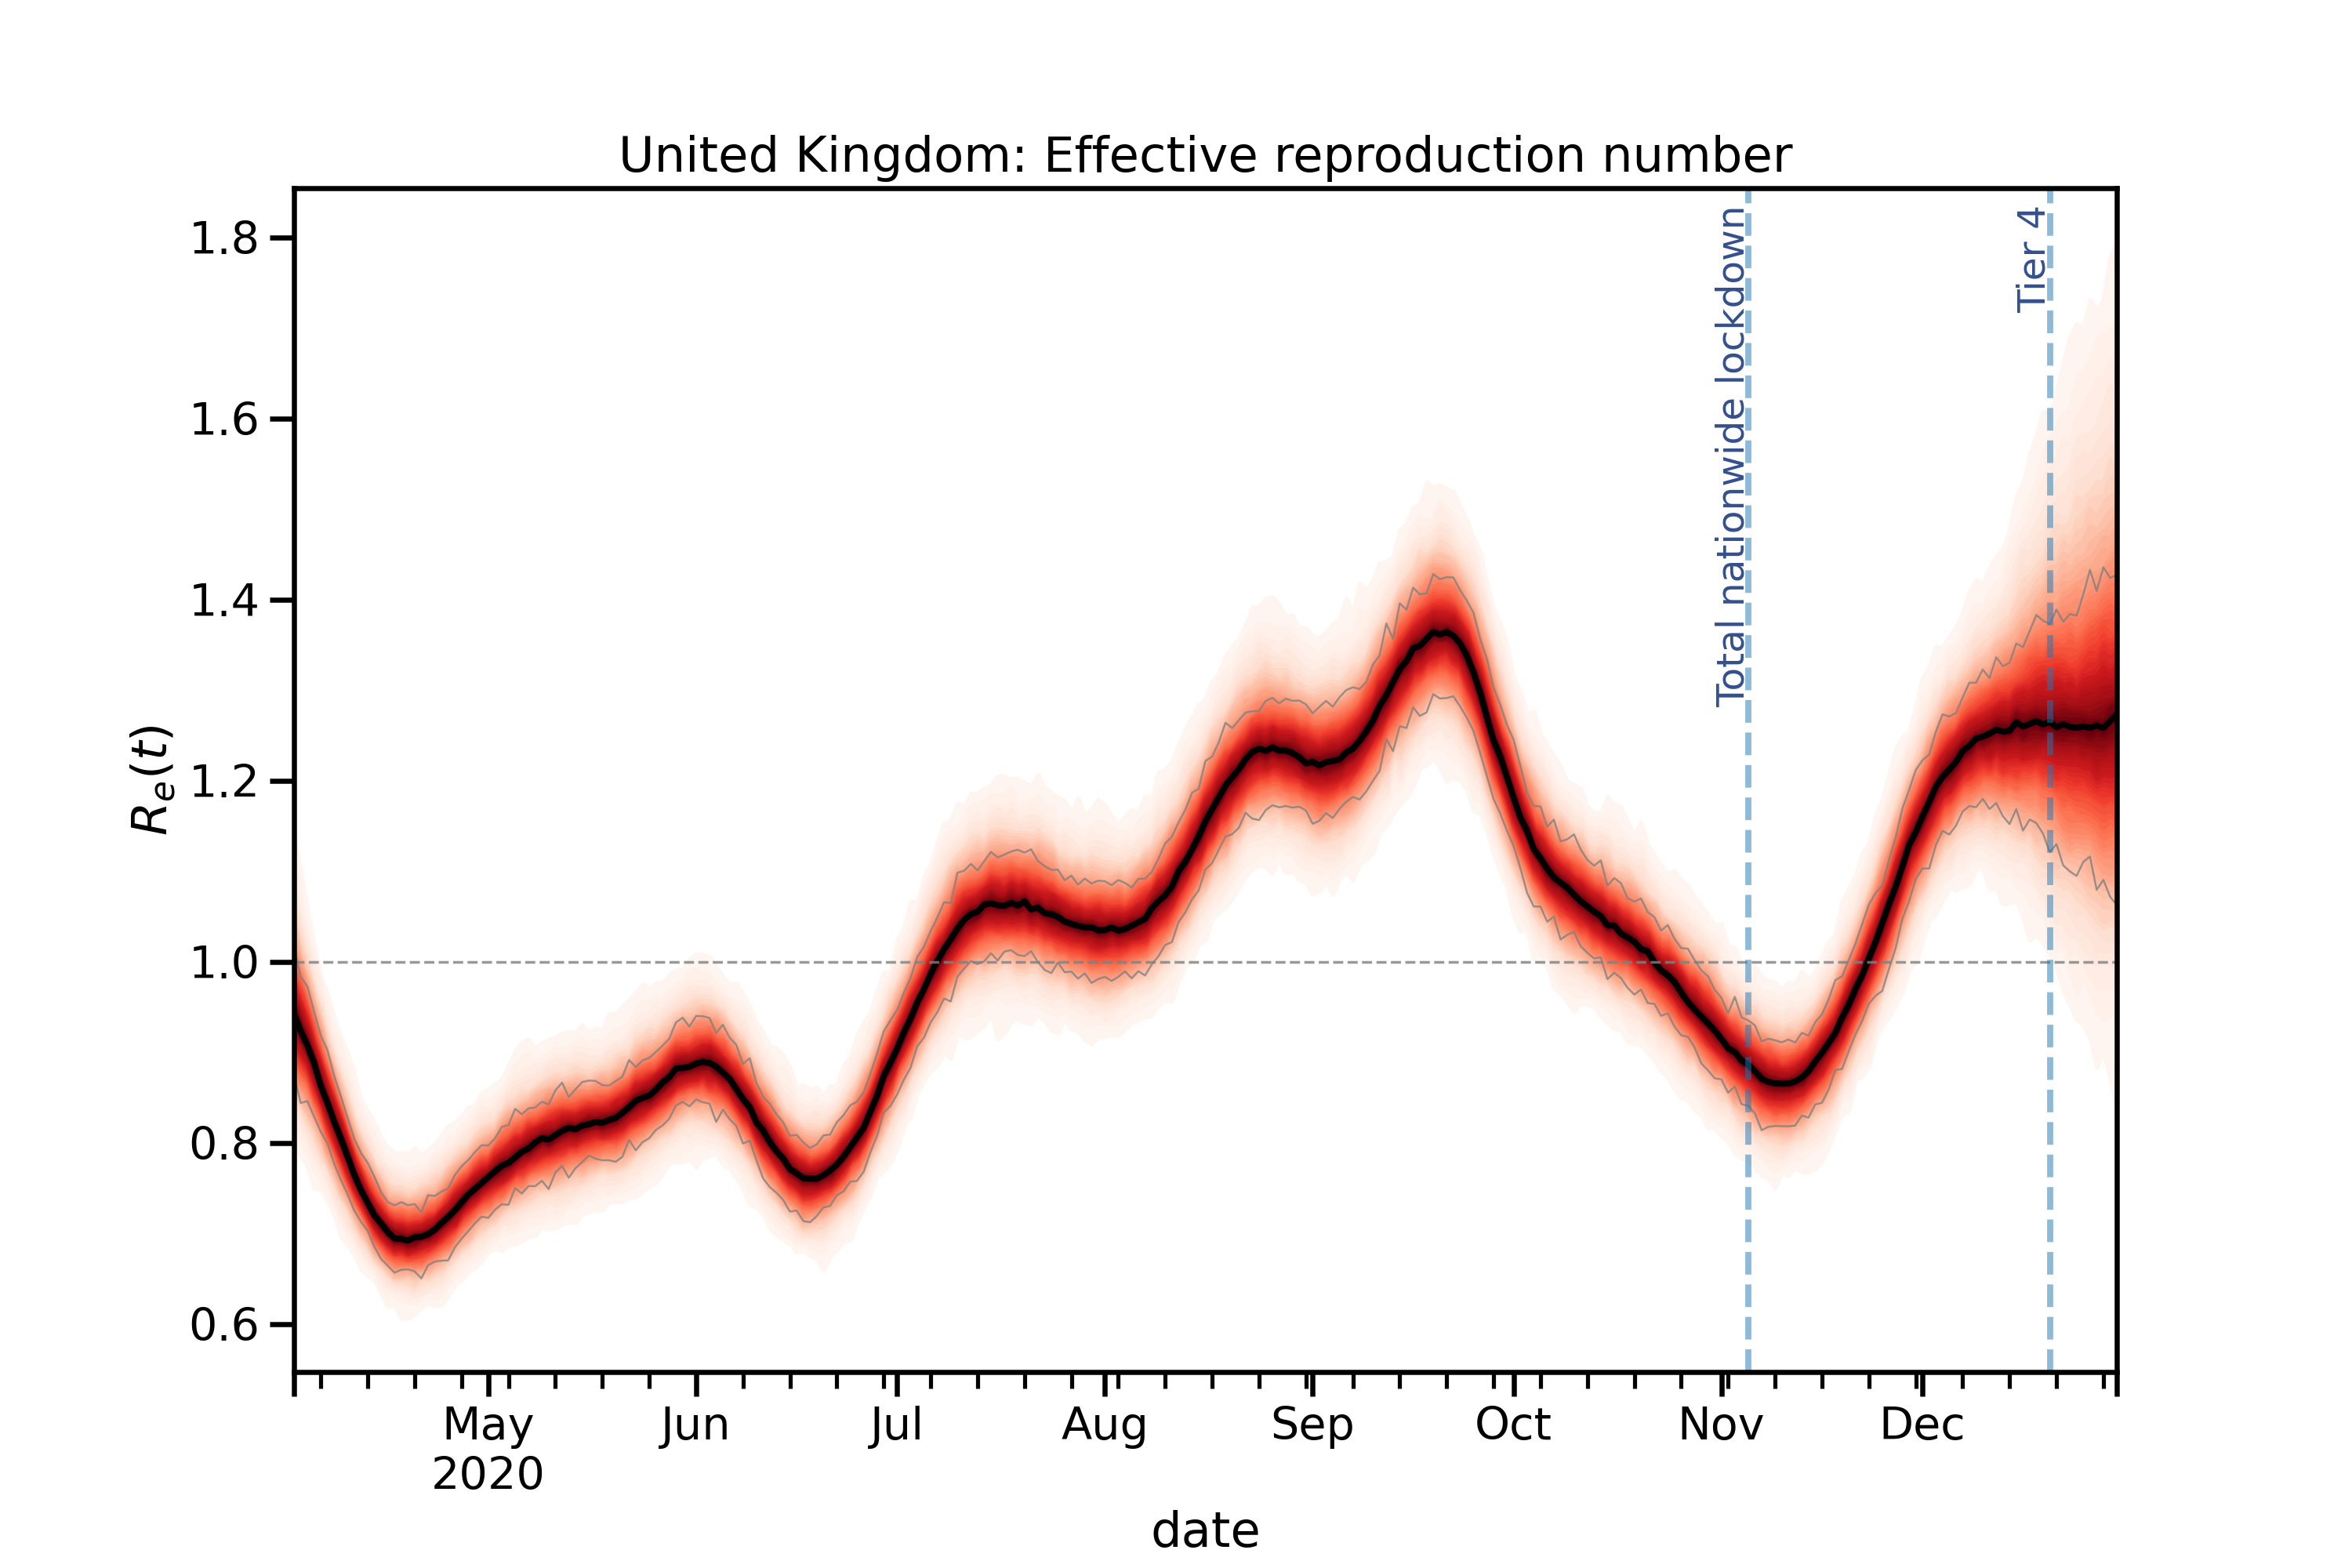 United Kingdom: Effective reproduction number
1.8
1.6
1.4
1.2
1.0
0.8
0.6
Rₑ(t)
Total nationwide lockdown
Tier 4
May Jun Jul Aug Sep Oct Nov Dec
2020
date